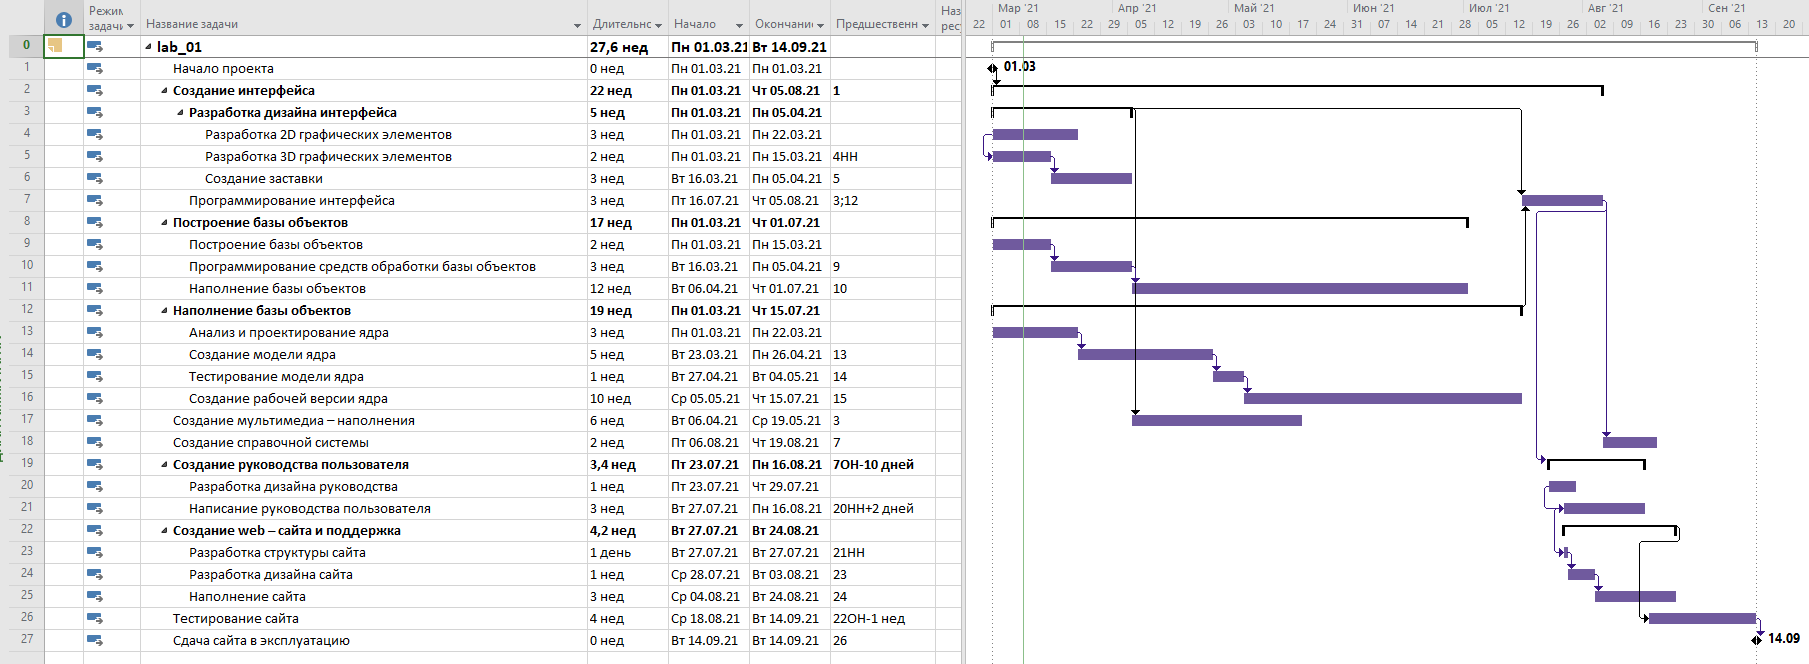 Режим задачи Название задачи Длительнс Начало Окончание Предшественн Наз рес
Мар '21 Апр '21 Май '21 Июн '21 Июл '21 Авг '21 Сен '21
22 01 08 15 22 29 05 12 19 26 03 10 17 24 31 07 14 21 28 05 12 19 26 02 09 16 23 30 06 13 20
0 lab_01 27,6 нед Пн 01.03.21 Вт 14.09.21
1 Начало проекта 0 нед Пн 01.03.21 Пн 01.03.21 01.03
2 Создание интерфейса 22 нед Пн 01.03.21 Чт 05.08.21 1
3 Разработка дизайна интерфейса 5 нед Пн 01.03.21 Пн 05.04.21
4 Разработка 2D графических элементов 3 нед Пн 01.03.21 Пн 22.03.21
5 Разработка 3D графических элементов 2 нед Пн 01.03.21 Пн 15.03.21 4НН
6 Создание заставки 3 нед Вт 16.03.21 Пн 05.04.21 5
7 Программирование интерфейса 3 нед Пт 16.07.21 Чт 05.08.21 3;12
8 Построение базы объектов 17 нед Пн 01.03.21 Чт 01.07.21
9 Построение базы объектов 2 нед Пн 01.03.21 Пн 15.03.21
10 Программирование средств обработки базы объектов 3 нед Вт 16.03.21 Пн 05.04.21 9
11 Наполнение базы объектов 12 нед Вт 06.04.21 Чт 01.07.21 10
12 Наполнение базы объектов 19 нед Пн 01.03.21 Чт 15.07.21
13 Анализ и проектирование ядра 3 нед Пн 01.03.21 Пн 22.03.21
14 Создание модели ядра 5 нед Вт 23.03.21 Пн 26.04.21 13
15 Тестирование модели ядра 1 нед Вт 27.04.21 Вт 04.05.21 14
16 Создание рабочей версии ядра 10 нед Ср 05.05.21 Чт 15.07.21 15
17 Создание мультимедиа – наполнения 6 нед Вт 06.04.21 Ср 19.05.21 3
18 Создание справочной системы 2 нед Пт 06.08.21 Чт 19.08.21 7
19 Создание руководства пользователя 3,4 нед Пт 23.07.21 Пн 16.08.21 7ОН-10 дней
20 Разработка дизайна руководства 1 нед Пт 23.07.21 Чт 29.07.21
21 Написание руководства пользователя 3 нед Вт 27.07.21 Пн 16.08.21 20НН+2 дней
22 Создание web – сайта и поддержка 4,2 нед Вт 27.07.21 Вт 24.08.21
23 Разработка структуры сайта 1 день Вт 27.07.21 Вт 27.07.21 21НН
24 Разработка дизайна сайта 1 нед Ср 28.07.21 Вт 03.08.21 23
25 Наполнение сайта 3 нед Ср 04.08.21 Вт 24.08.21 24
26 Тестирование сайта 4 нед Ср 18.08.21 Вт 14.09.21 22ОН-1 нед
27 Сдача сайта в эксплуатацию 0 нед Вт 14.09.21 Вт 14.09.21 26 14.09